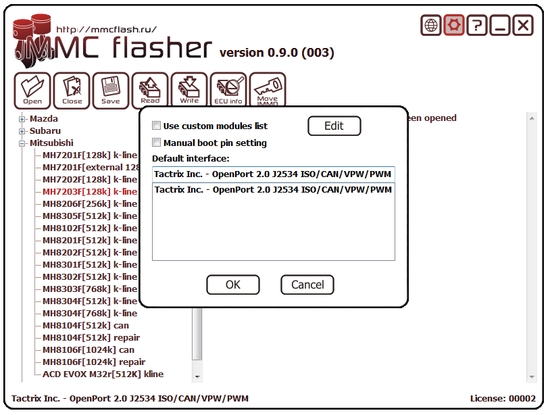 http://mmcflash.ru/
MMC flasher version 0.9.0 (003)
Open
Close
Save
Read
Write
ECU info
Move
IMMO
Mazda
Subaru
Mitsubishi
MH7201F[128k] k-line
MH7201F[external 128
MH7202F[128k] k-line
MH7203F[128k] k-line
MH8206F[256k] k-line
MH8305F[512k] k-line
MH8102F[512k] k-line
MH8202F[512k] k-line
MH8301F[512k] k-line
MH8302F[512k] k-line
MH8303F[768k] k-line
MH8304F[512k] k-line
MH8304F[768k] k-line
MH8104F[512k] can
MH8104F[512k] repair
MH8106F[1024k] can
MH8106F[1024k] repair
ACD EVOX M32r[512K] kline
een opened
Use custom modules list
Edit
Manual boot pin setting
Default interface:
Tactrix Inc. - OpenPort 2.0 J2534 ISO/CAN/VPW/PWM
Tactrix Inc. - OpenPort 2.0 J2534 ISO/CAN/VPW/PWM
OK
Cancel
Tactrix Inc. - OpenPort 2.0 J2534 ISO/CAN/VPW/PWM
License: 00002